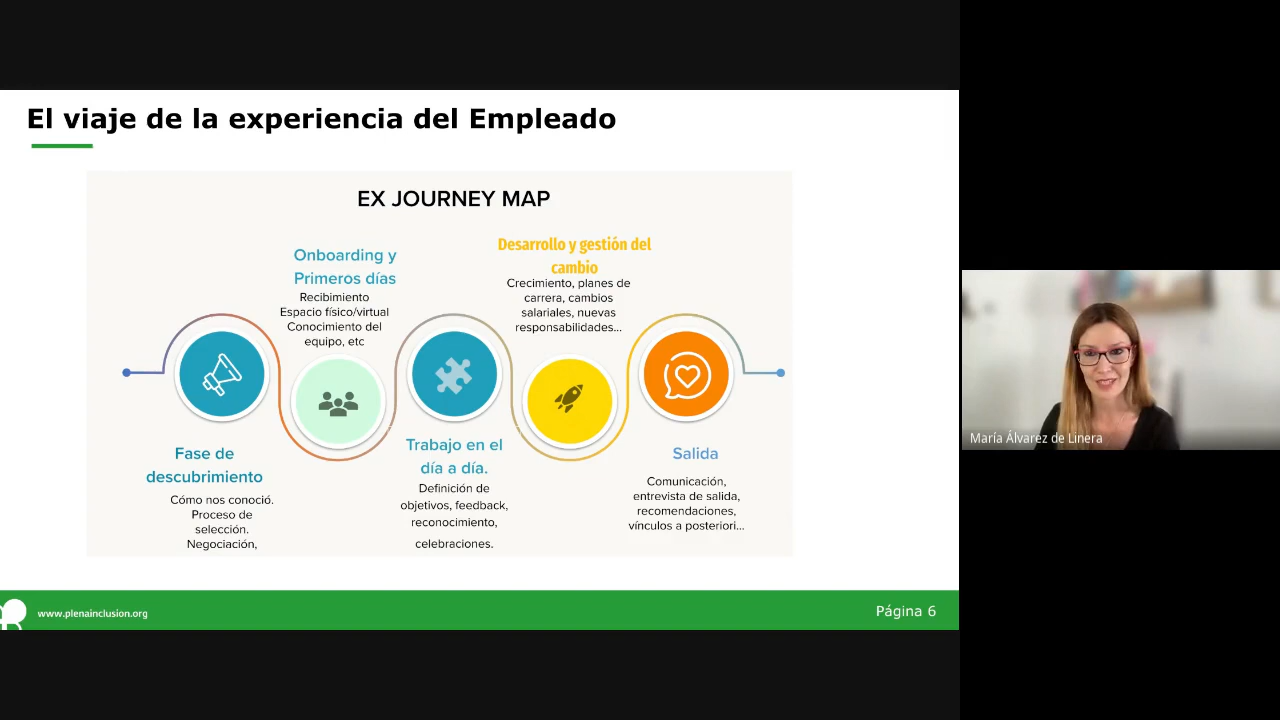 El viaje de la experiencia del Empleado
EX JOURNEY MAP
Onboarding y
Primeros días
Recibimiento
Espacio físico/virtual
Conocimiento del
equipo, etc
Desarrollo y gestión del
cambio
Crecimiento, planes de
carrera, cambios
salariales, nuevas
responsabilidades...
Fase de
descubrimiento
Cómo nos conoció.
Proceso de
selección.
Negociación,
Trabajo en el
día a día.
Definición de
objetivos, feedback,
reconocimiento,
celebraciones.
Salida
Comunicación,
entrevista de salida,
recomendaciones,
vínculos a posteriori...
www.plenainclusion.org
Página 6
María Álvarez de Linera